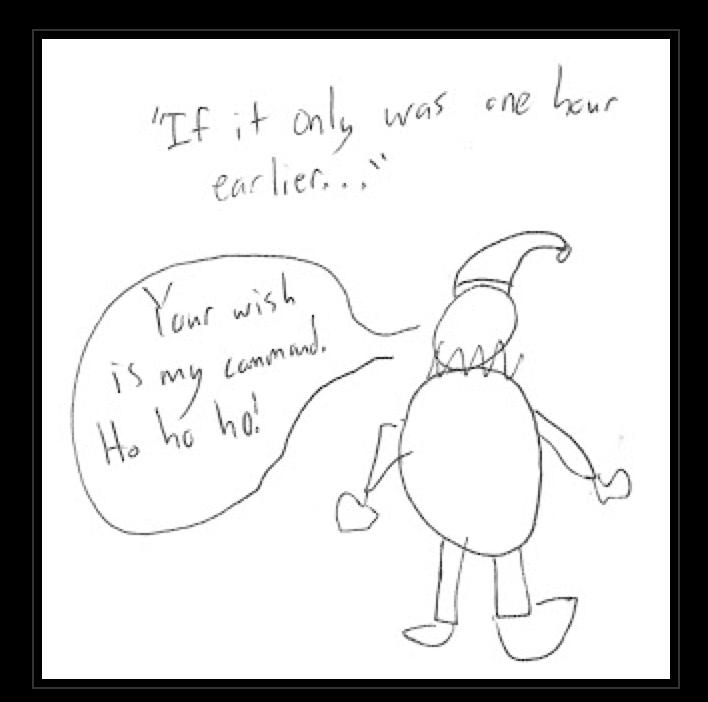 "If it only was one hour
earlier..."
Your wish
is my command.
Ho ho ho!